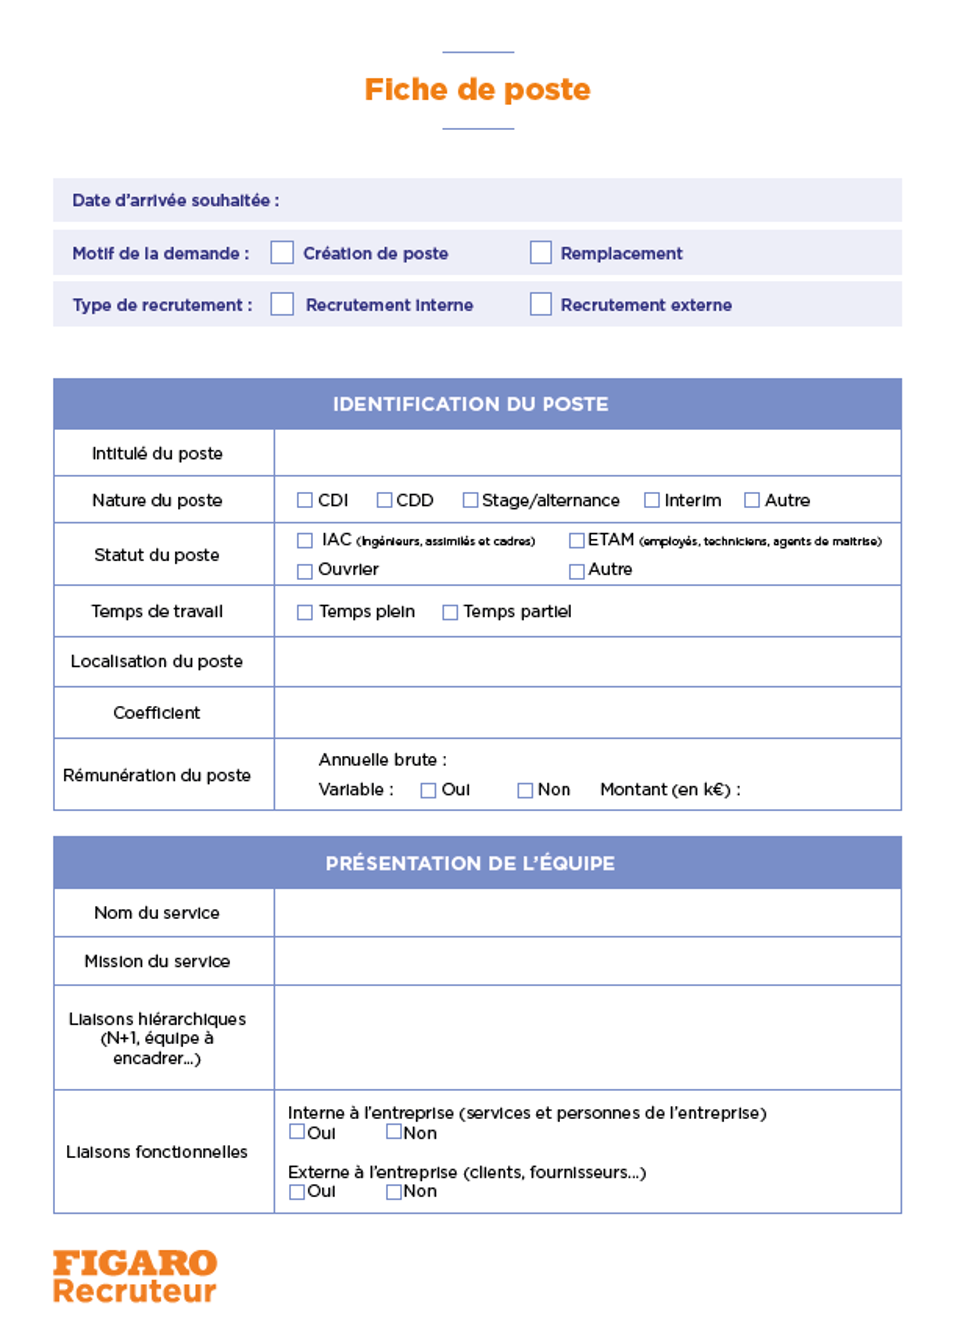 Fiche de poste
Date d'arrivée souhaitée :
Motif de la demande : Création de poste Remplacement
Type de recrutement : Recrutement interne Recrutement externe
IDENTIFICATION DU POSTE
Intitulé du poste
Nature du poste CDI CDD Stage/alternance Interim Autre
Statut du poste
IAC (Ingénieurs, assimilés et cadres) ETAM (employés, techniciens, agents de maitrise)
Ouvrier Autre
Temps de travail Temps plein Temps partiel
Localisation du poste
Coefficient
Rémunération du poste
Annuelle brute :
Variable : Oui Non Montant (en k€) :
PRÉSENTATION DE L'ÉQUIPE
Nom du service
Mission du service
Liaisons hiérarchiques
(N+1, équipe à
encadrer...)
Liaisons fonctionnelles
Interne à l'entreprise (services et personnes de l'entreprise)
Oui Non
Externe à l'entreprise (clients, fournisseurs...)
Oui Non
FIGARO
Recruteur